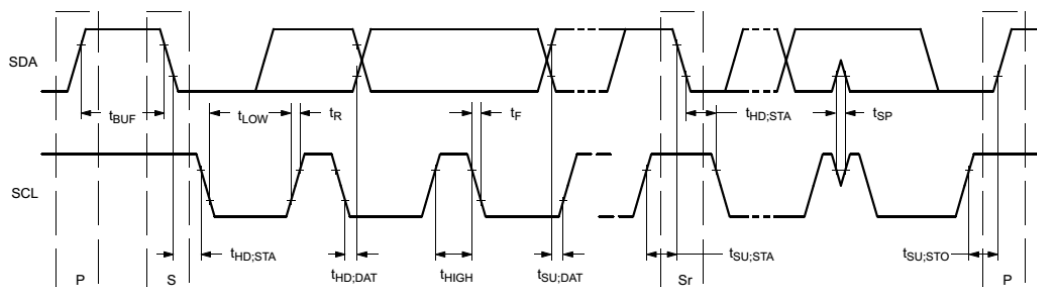 SDA
tBUF
tLOW
tR
tF
tHD;STA
tSP
SCL
tHD;STA
tHD;DAT
tHIGH
tSU;DAT
tSU;STA
tSU;STO
P
S
Sr
P